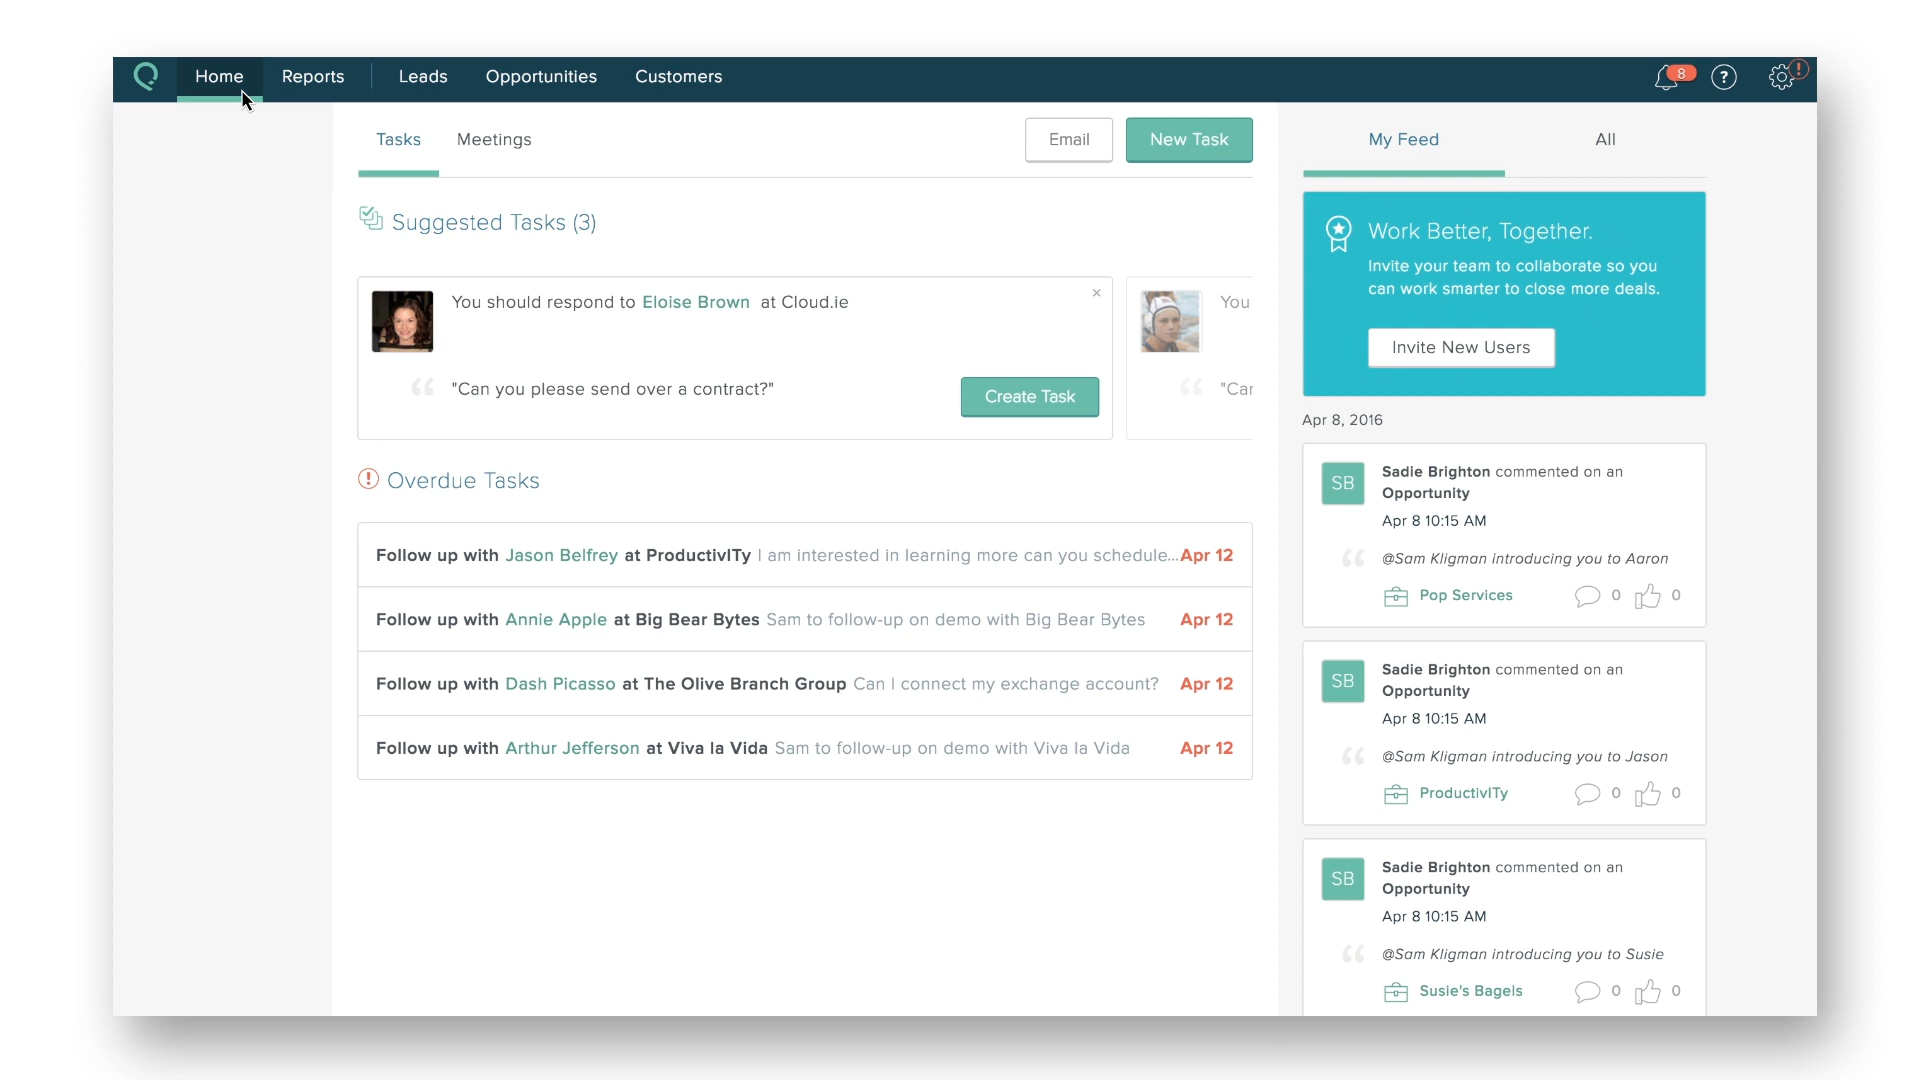 Home Reports Leads Opportunities Customers 8 ? !
Tasks Meetings Email New Task
Suggested Tasks (3)
You should respond to Eloise Brown at Cloud.ie ×
"Can you please send over a contract?"
Create Task
You
"Can
! Overdue Tasks
Follow up with Jason Belfrey at ProductivITy I am interested in learning more can you schedule... Apr 12
Follow up with Annie Apple at Big Bear Bytes Sam to follow-up on demo with Big Bear Bytes Apr 12
Follow up with Dash Picasso at The Olive Branch Group Can I connect my exchange account? Apr 12
Follow up with Arthur Jefferson at Viva la Vida Sam to follow-up on demo with Viva la Vida Apr 12
My Feed All
Work Better, Together.
Invite your team to collaborate so you
can work smarter to close more deals.
Invite New Users
Apr 8, 2016
SB
Sadie Brighton commented on an
Opportunity
Apr 8 10:15 AM
@Sam Kligman introducing you to Aaron
Pop Services 0 0
SB
Sadie Brighton commented on an
Opportunity
Apr 8 10:15 AM
@Sam Kligman introducing you to Jason
ProductivITy 0 0
SB
Sadie Brighton commented on an
Opportunity
Apr 8 10:15 AM
@Sam Kligman introducing you to Susie
Susie's Bagels 0 0